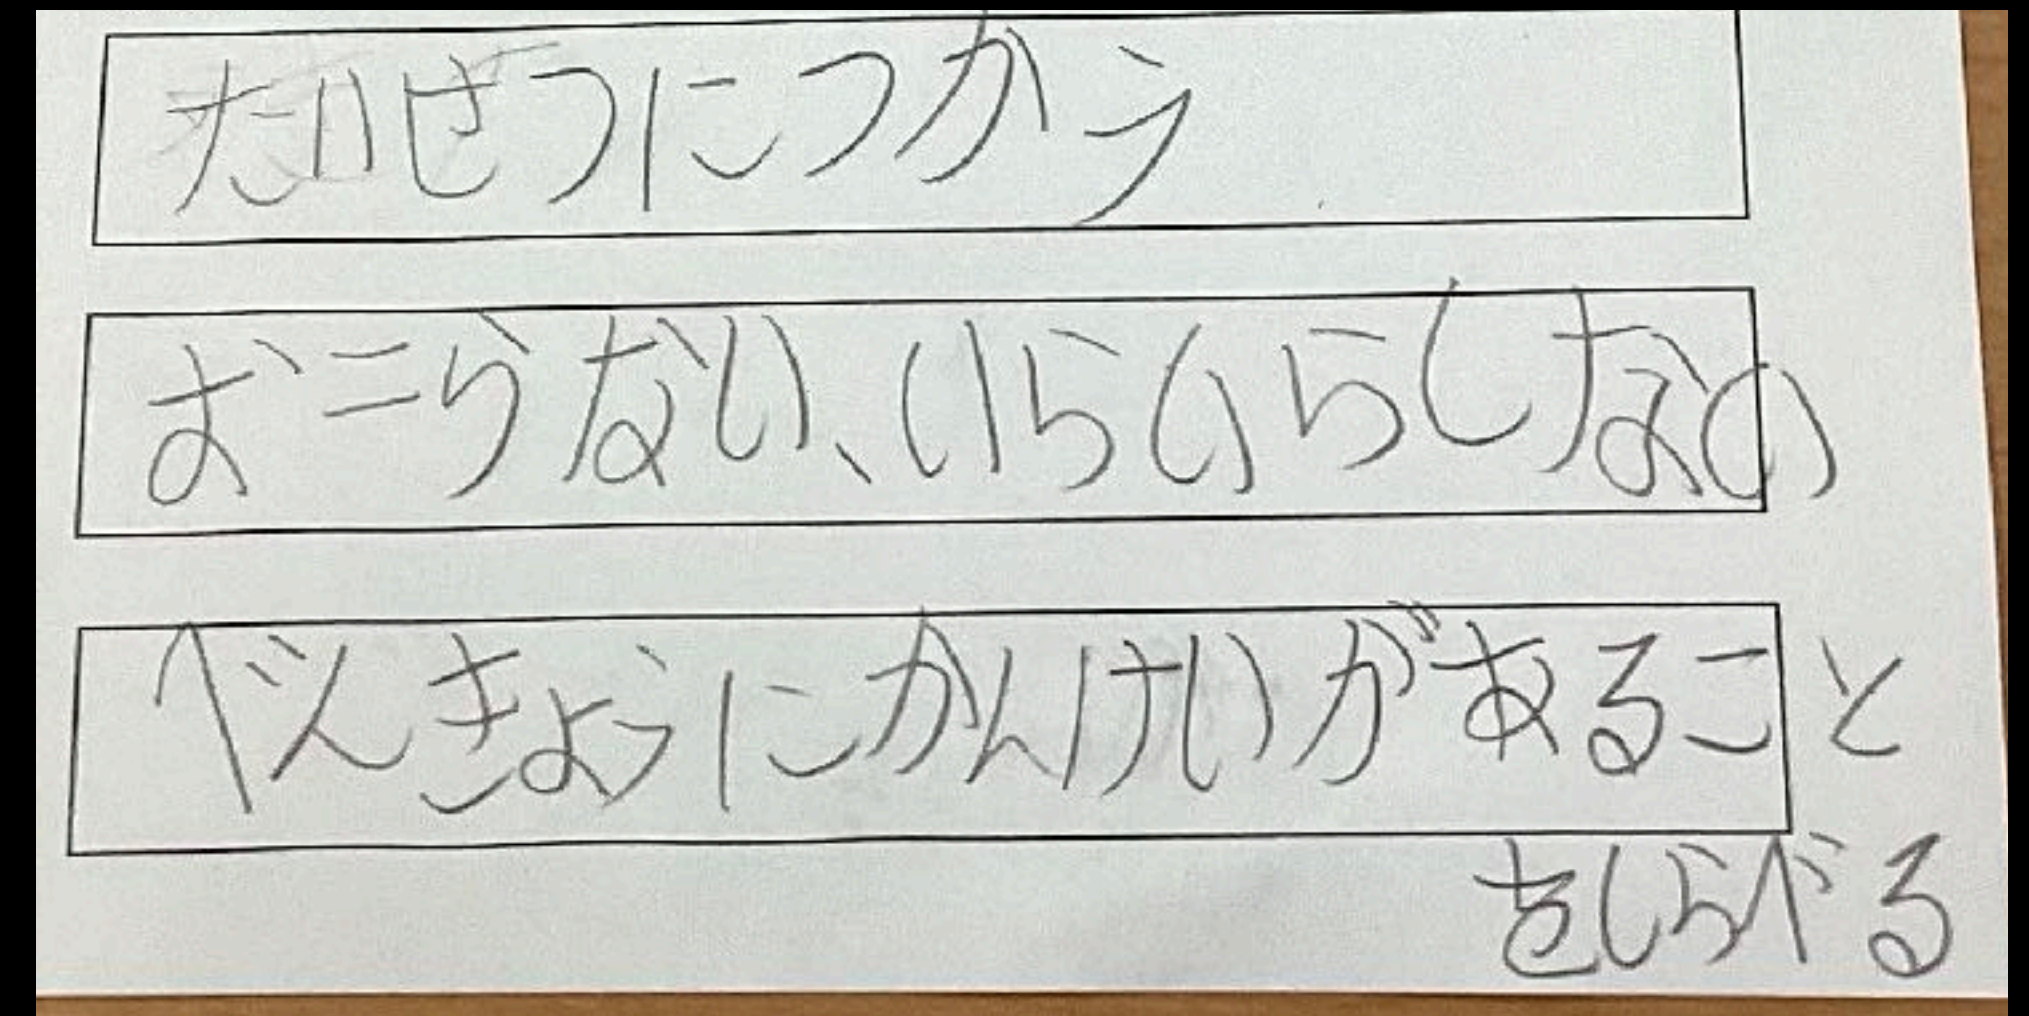 たいせつにつかう
おこらない、いらいらしない
べんきょうにかんけいがあること
をしらべる